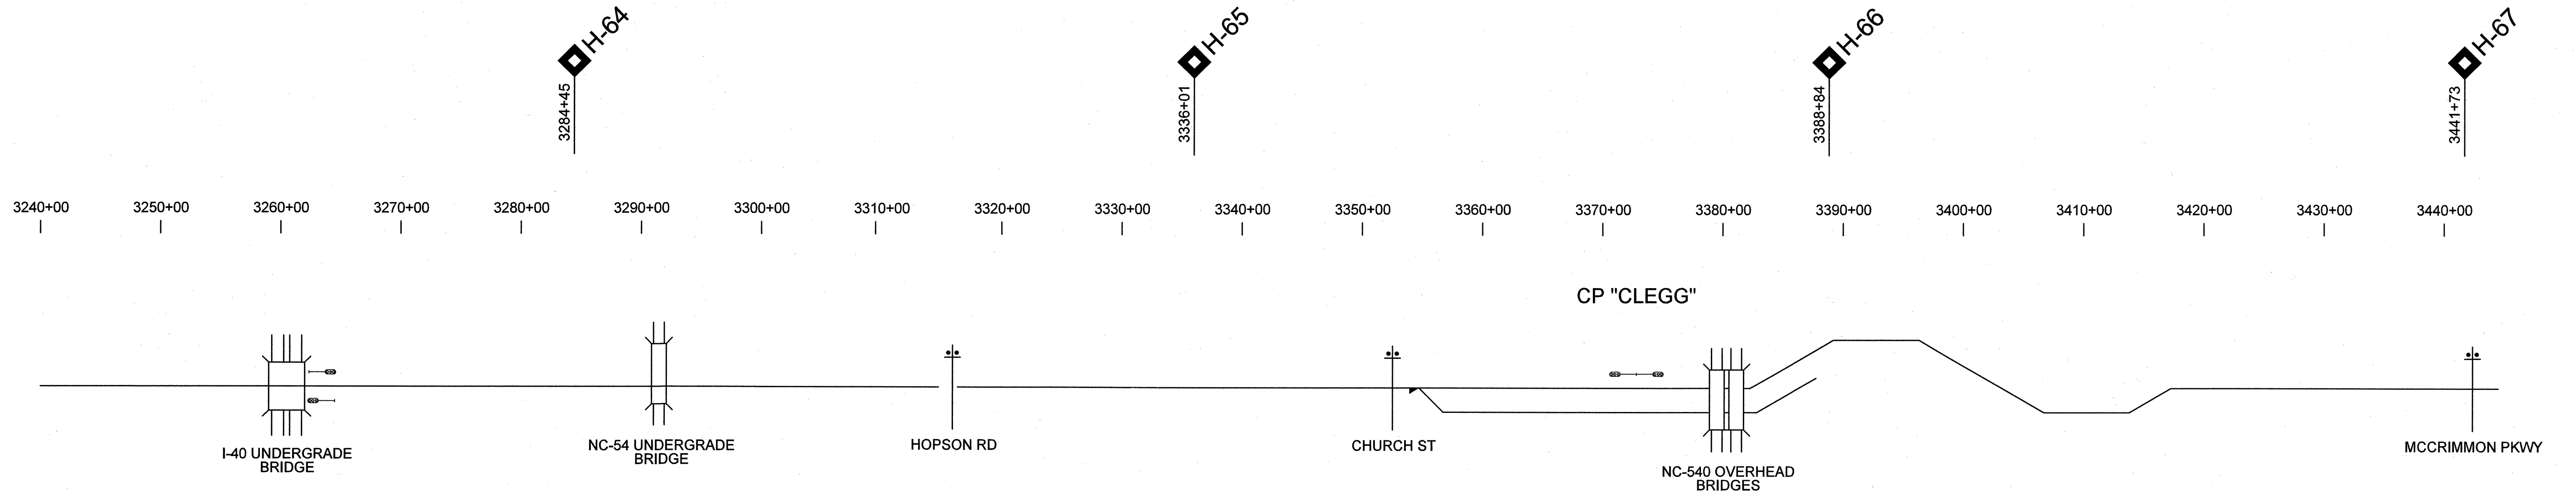 H-64
H-65
H-66
H-67
3284+45
3336+01
3388+84
3441+73
3240+00
3250+00
3260+00
3270+00
3280+00
3290+00
3300+00
3310+00
3320+00
3330+00
3340+00
3350+00
3360+00
3370+00
3380+00
3390+00
3400+00
3410+00
3420+00
3430+00
3440+00
CP "CLEGG"
I-40 UNDERGRADE
BRIDGE
NC-54 UNDERGRADE
BRIDGE
HOPSON RD
CHURCH ST
NC-540 OVERHEAD
BRIDGES
MCCRIMMON PKWY